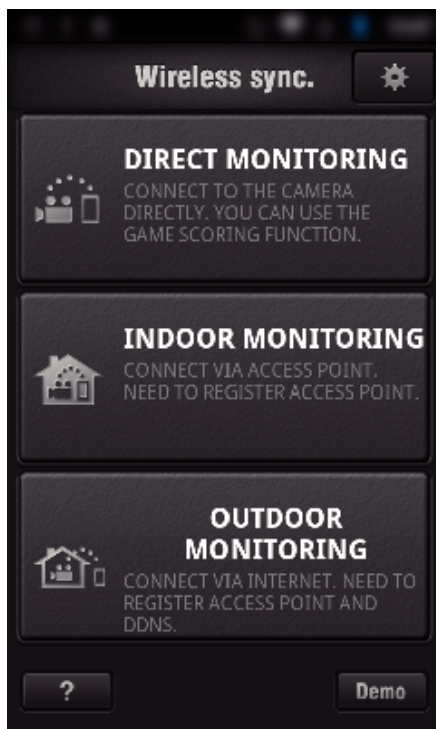 Wireless sync.
DIRECT MONITORING
CONNECT TO THE CAMERA
DIRECTLY. YOU CAN USE THE
GAME SCORING FUNCTION.
INDOOR MONITORING
CONNECT VIA ACCESS POINT.
NEED TO REGISTER ACCESS POINT.
OUTDOOR
MONITORING
CONNECT VIA INTERNET. NEED TO
REGISTER ACCESS POINT AND
DDNS.
?
Demo